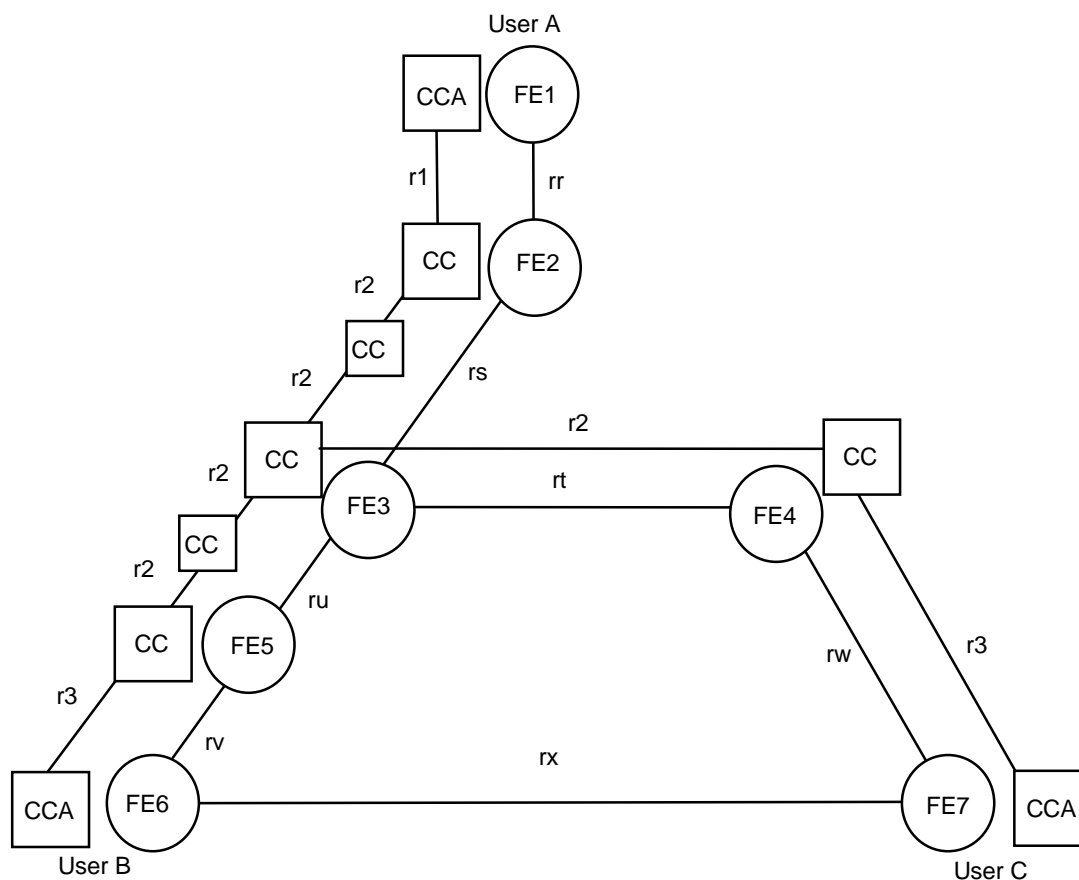 User A
CCA
FE1
r1
rr
CC
FE2
r2
CC
rs
r2
r2
CC
CC
r2
rt
FE3
FE4
CC
r2
ru
CC
FE5
rw
r3
r3
rv
rx
CCA
FE6
FE7
CCA
User B
User C